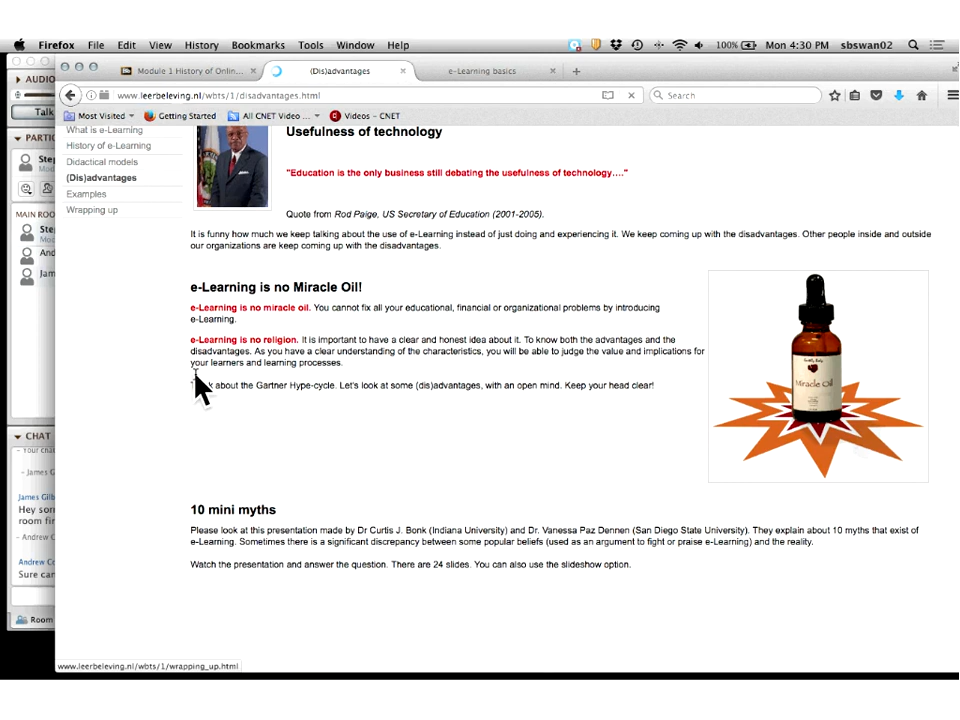 Firefox File Edit View History Bookmarks Tools Window Help 100% Mon 4:30 PM sbswan02
Module 1 History of Onlin... × (Dis)advantages × e-Learning basics × +
www.leerbeleving.nl/wbts/1/disadvantages.html Search
Most Visited Getting Started All CNET Video ... Videos – CNET
AUDIO
Talk
PARTIC
Step
Mod
MAIN ROO
Ste
Mod
And
Jam
CHAT
- Your cha
- James G
James Gilb
Hey sor
room fir
- Andrew C
Andrew Co
Sure can
Room
What is e-Learning
History of e-Learning
Didactical models
(Dis)advantages
Examples
Wrapping up
Usefulness of technology
"Education is the only business still debating the usefulness of technology...."
Quote from Rod Paige, US Secretary of Education (2001-2005).
It is funny how much we keep talking about the use of e-Learning instead of just doing and experiencing it. We keep coming up with the disadvantages. Other people inside and outside
our organizations are keep coming up with the disadvantages.
e-Learning is no Miracle Oil!
e-Learning is no miracle oil. You cannot fix all your educational, financial or organizational problems by introducing
e-Learning.
e-Learning is no religion. It is important to have a clear and honest idea about it. To know both the advantages and the
disadvantages. As you have a clear understanding of the characteristics, you will be able to judge the value and implications for
your learners and learning processes.
about the Gartner Hype-cycle. Let's look at some (dis)advantages, with an open mind. Keep your head clear!
Miracle Oil
10 mini myths
Please look at this presentation made by Dr Curtis J. Bonk (Indiana University) and Dr. Vanessa Paz Dennen (San Diego State University). They explain about 10 myths that exist of
e-Learning. Sometimes there is a significant discrepancy between some popular beliefs (used as an argument to fight or praise e-Learning) and the reality.
Watch the presentation and answer the question. There are 24 slides. You can also use the slideshow option.
www.leerbeleving.nl/wbts/1/wrapping_up.html